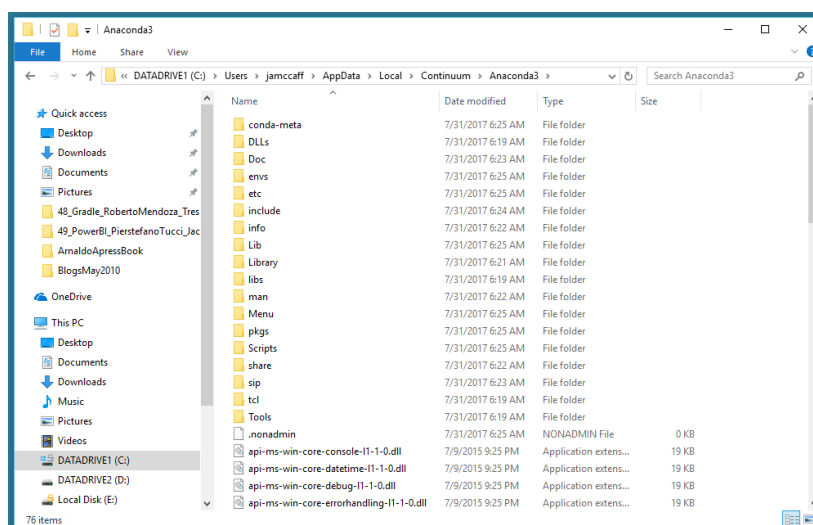 Anaconda3
File Home Share View
« DATADRIVE1 (C:) › Users › jamccaff › AppData › Local › Continuum › Anaconda3 › Search Anaconda3
Name Date modified Type Size
Quick access
Desktop
Downloads
Documents
Pictures
48_Gradle_RobertoMendoza_Tres
49_PowerBI_PierstefanoTucci_Jac
ArnaldoApressBook
BlogsMay2010
OneDrive
This PC
Desktop
Documents
Downloads
Music
Pictures
Videos
DATADRIVE1 (C:)
DATADRIVE2 (D:)
Local Disk (E:)
conda-meta 7/31/2017 6:25 AM File folder
DLLs 7/31/2017 6:19 AM File folder
Doc 7/31/2017 6:23 AM File folder
envs 7/31/2017 6:25 AM File folder
etc 7/31/2017 6:25 AM File folder
include 7/31/2017 6:24 AM File folder
info 7/31/2017 6:22 AM File folder
Lib 7/31/2017 6:25 AM File folder
Library 7/31/2017 6:21 AM File folder
libs 7/31/2017 6:19 AM File folder
man 7/31/2017 6:22 AM File folder
Menu 7/31/2017 6:25 AM File folder
pkgs 7/31/2017 6:25 AM File folder
Scripts 7/31/2017 6:25 AM File folder
share 7/31/2017 6:22 AM File folder
sip 7/31/2017 6:23 AM File folder
tcl 7/31/2017 6:19 AM File folder
Tools 7/31/2017 6:19 AM File folder
.nonadmin 7/31/2017 6:25 AM NONADMIN File 0 KB
api-ms-win-core-console-l1-1-0.dll 7/9/2015 9:25 PM Application extens... 19 KB
api-ms-win-core-datetime-l1-1-0.dll 7/9/2015 9:25 PM Application extens... 19 KB
api-ms-win-core-debug-l1-1-0.dll 7/9/2015 9:25 PM Application extens... 19 KB
api-ms-win-core-errorhandling-l1-1-0.dll 7/9/2015 9:25 PM Application extens... 19 KB
76 items